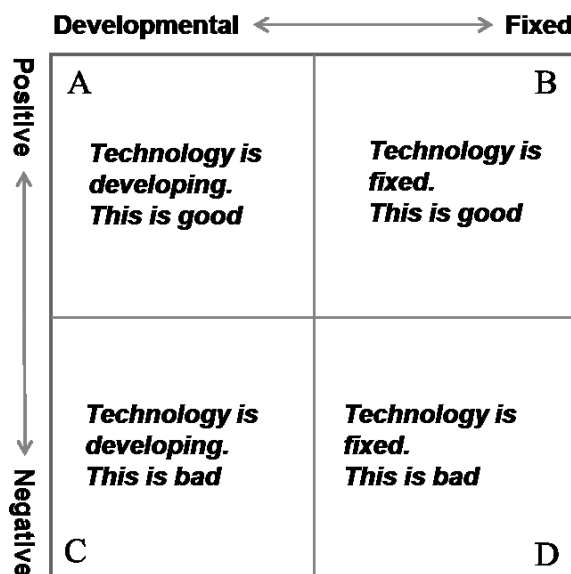 Developmental Fixed
Positive
A
Technology is
developing.
This is good
B
Technology is
fixed.
This is good
Technology is
developing.
This is bad
C
Technology is
fixed.
This is bad
D
Negative